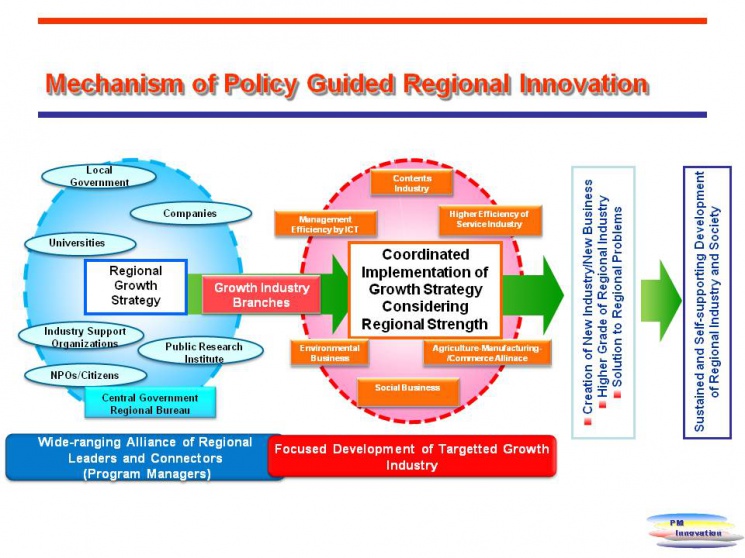 Mechanism of Policy Guided Regional Innovation
Local
Government
Companies
Universities
Regional
Growth
Strategy
Industry Support
Organizations
Public Research
Institute
NPOs/Citizens
Central Government
Regional Bureau
Wide-ranging Alliance of Regional
Leaders and Connectors
(Program Managers)
Growth Industry
Branches
Contents
Industry
Management
Efficiency by ICT
Higher Efficiency of
Service Industry
Coordinated
Implementation of
Growth Strategy
Considering
Regional Strength
Environmental
Business
Agriculture-Manufacturing-
/Commerce Allinace
Social Business
Focused Development of Targetted Growth
Industry
Creation of New Industry/New Business
Higher Grade of Regional Industry
Solution to Regional Problems
Sustained and Self-supporting Development
of Regional Industry and Society
PM
Innovation